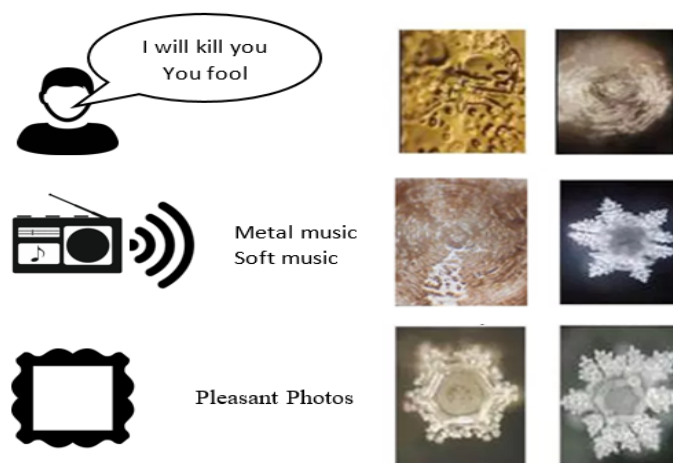 I will kill you
You fool
Metal music
Soft music
Pleasant Photos